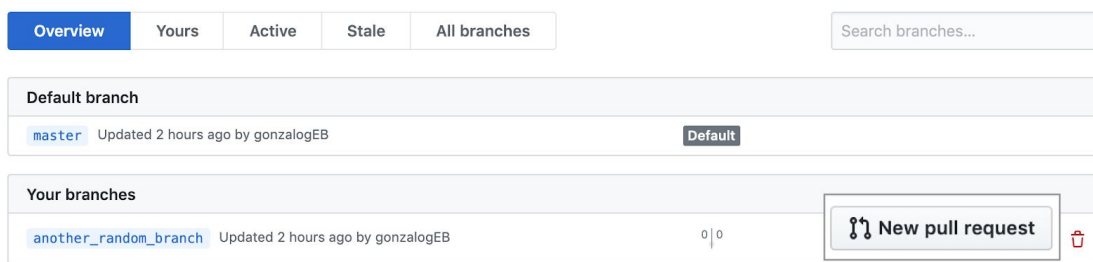 Overview Yours Active Stale All branches Search branches...
Default branch
master Updated 2 hours ago by gonzalogEB Default
Your branches
another_random_branch Updated 2 hours ago by gonzalogEB 0 0 New pull request